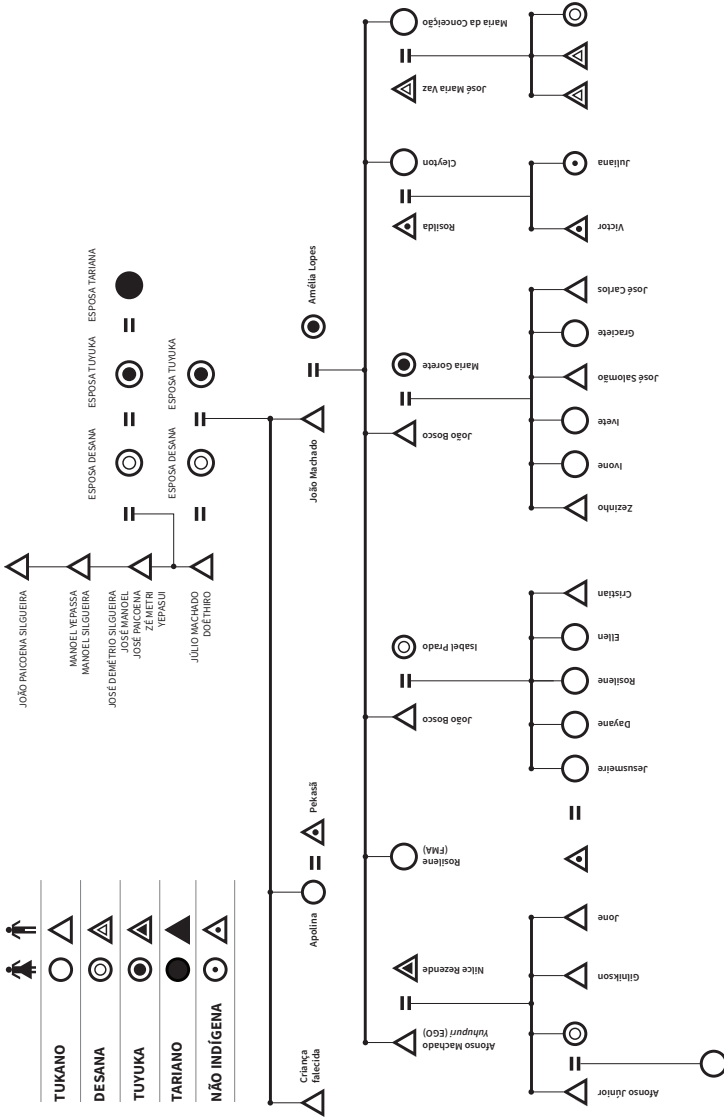 JOÃO PAICOENA SILGUEIRA
MANOEL YEPASSA
MANOEL SILGUEIRA
JOSÉ DEMÉTRIO SILGUEIRA
JOSÉ MANOEL
JOSÉ PAICOENA
ZÉ METRI
YEPASUI
JÚLIO MACHADO
DOÉTHIRO
ESPOSA DESANA
ESPOSA TUYUKA
ESPOSA TARIANA
ESPOSA DESANA
ESPOSA TUYUKA
TUKANO
DESANA
TUYUKA
TARIANO
NÃO INDÍGENA
Criança
falecida
Apolina
Pekasã
João Machado
Amélia Lopes
Afonso Machado
Yuhupuri (EGO)
Nilce Rezende
Rosilene
(FMA)
João Bosco
Isabel Prado
João Bosco
Maria Gorete
Rosilda
Cleyton
José Maria Vaz
Maria da Conceição
Afonso Júnior
Gilnikson
Jone
Jesusmeire
Dayane
Rosilene
Ellen
Cristian
Zezinho
Ivone
Ivete
José Salomão
Graciete
José Carlos
Victor
Juliana